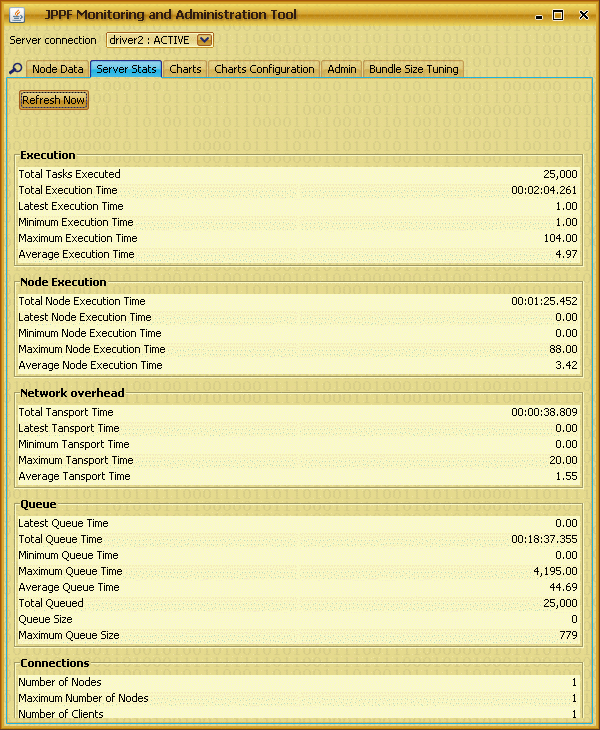 JPPF Monitoring and Administration Tool
Server connection driver2 : ACTIVE
Node Data Server Stats Charts Charts Configuration Admin Bundle Size Tuning
Refresh Now
Execution
Total Tasks Executed 25,000
Total Execution Time 00:02:04.261
Latest Execution Time 1.00
Minimum Execution Time 1.00
Maximum Execution Time 104.00
Average Execution Time 4.97
Node Execution
Total Node Execution Time 00:01:25.452
Latest Node Execution Time 0.00
Minimum Node Execution Time 0.00
Maximum Node Execution Time 88.00
Average Node Execution Time 3.42
Network overhead
Total Tansport Time 00:00:38.809
Latest Tansport Time 0.00
Minimum Tansport Time 0.00
Maximum Tansport Time 20.00
Average Tansport Time 1.55
Queue
Latest Queue Time 0.00
Total Queue Time 00:18:37.355
Minimum Queue Time 0.00
Maximum Queue Time 4,195.00
Average Queue Time 44.69
Total Queued 25,000
Queue Size 0
Maximum Queue Size 779
Connections
Number of Nodes 1
Maximum Number of Nodes 1
Number of Clients 1